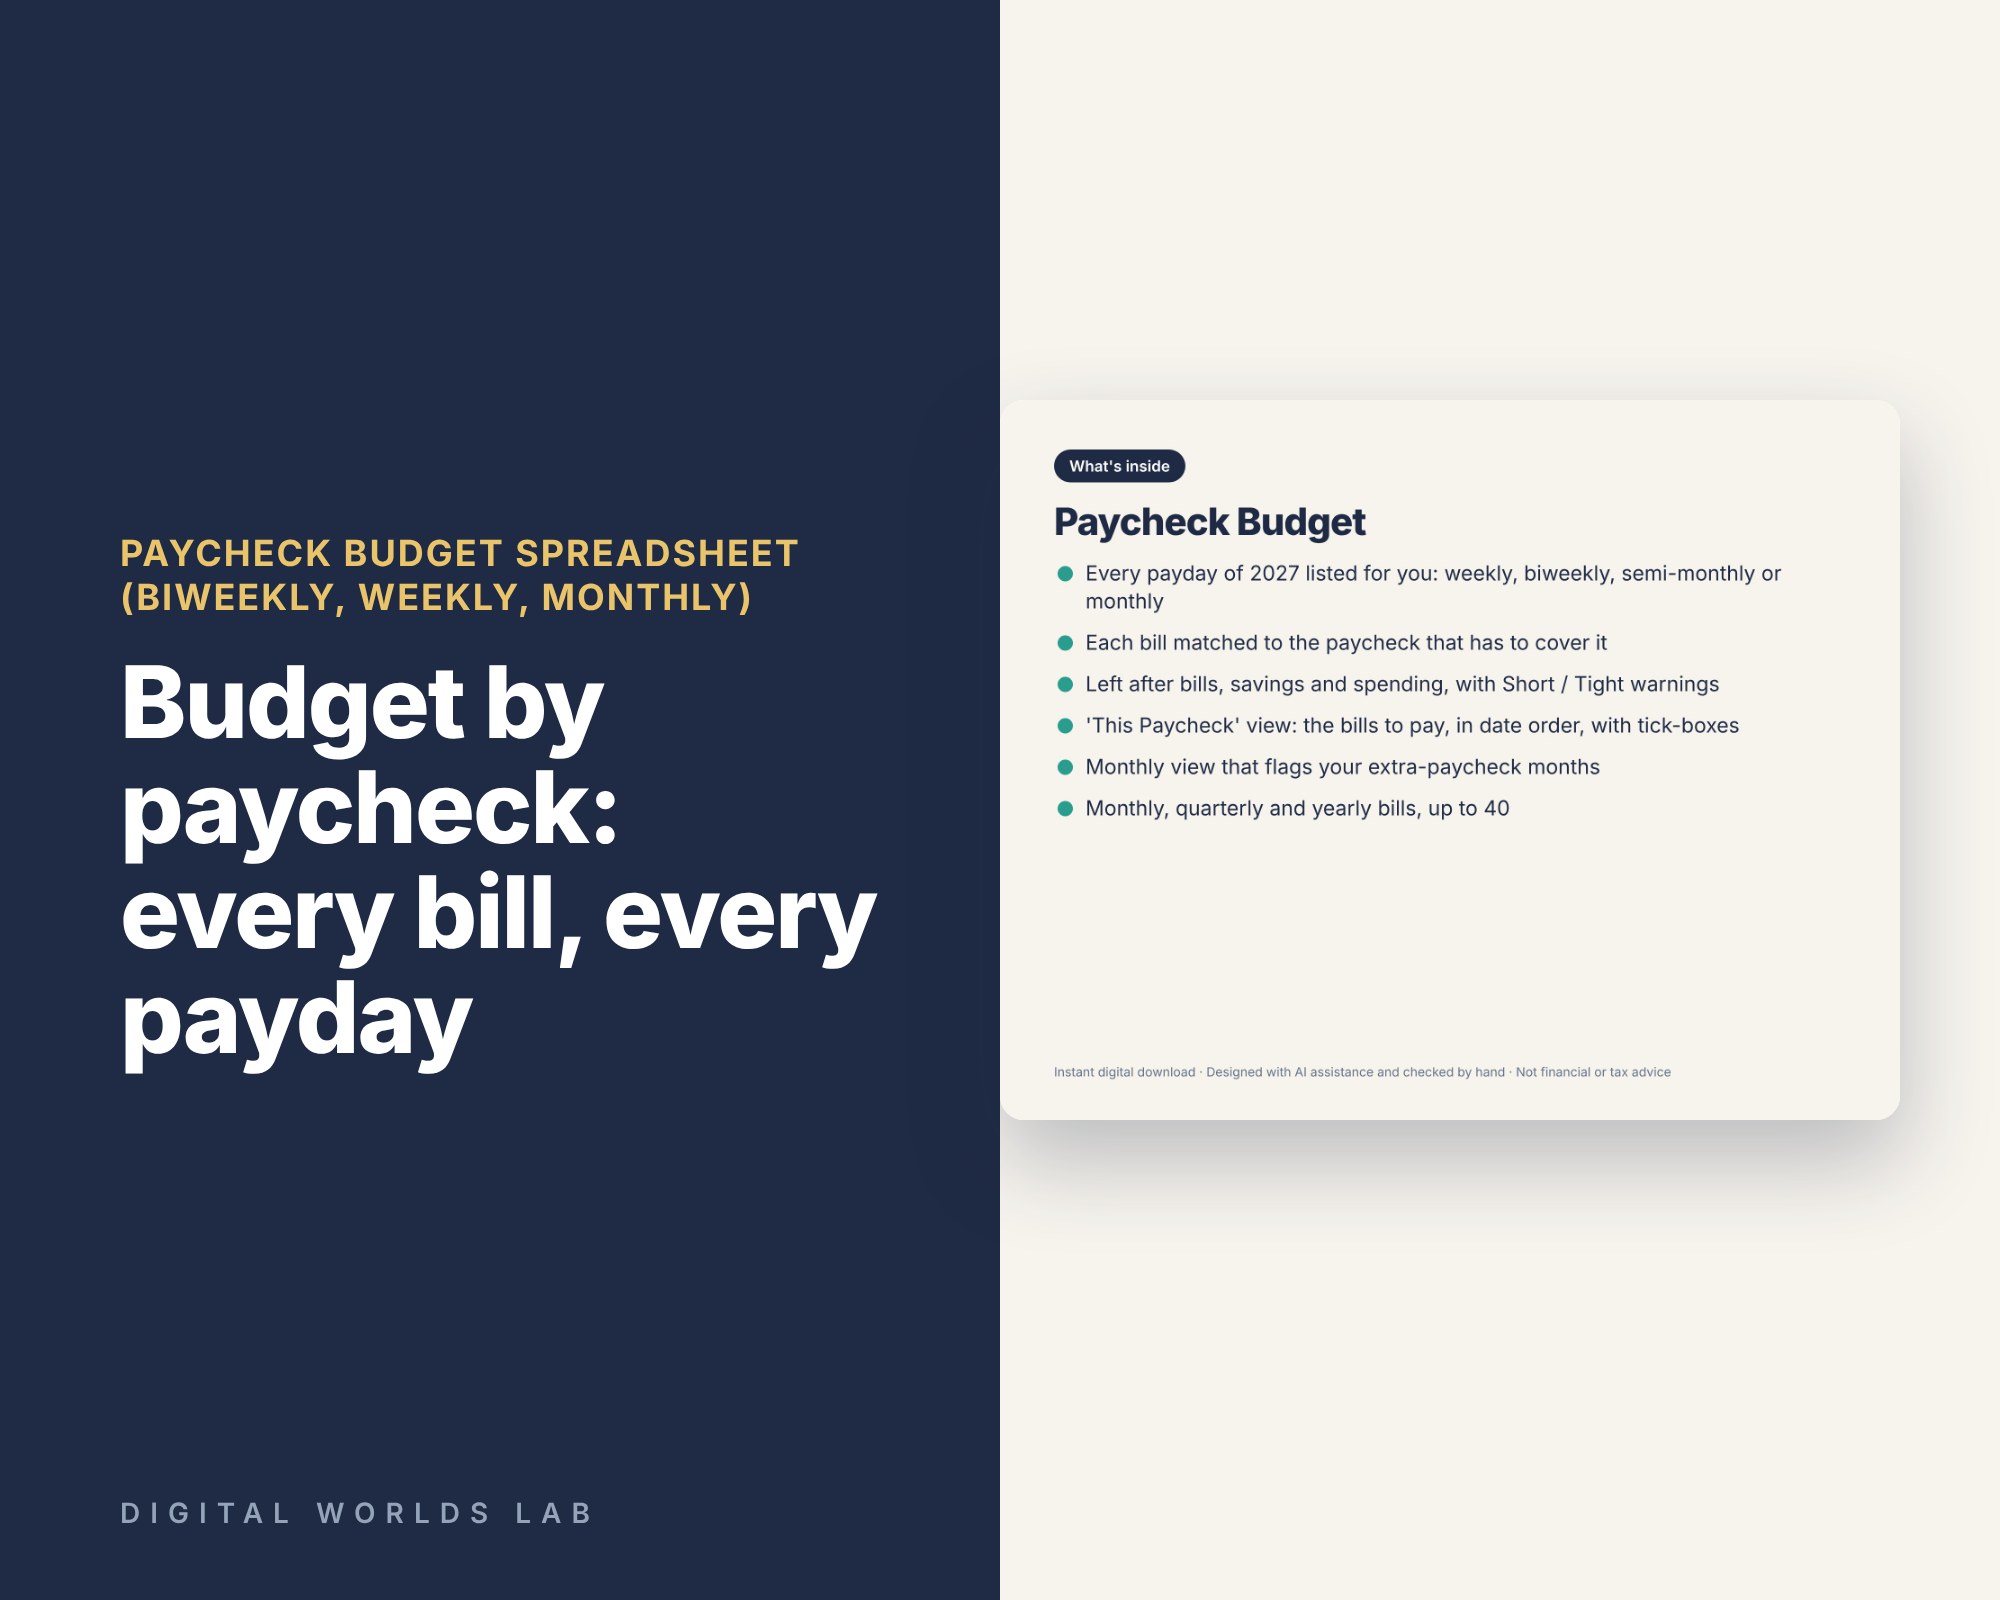 PAYCHECK BUDGET SPREADSHEET
(BIWEEKLY, WEEKLY, MONTHLY)
Budget by
paycheck:
every bill, every
payday
DIGITAL WORLDS LAB
What's inside
Paycheck Budget
Every payday of 2027 listed for you: weekly, biweekly, semi-monthly or
monthly
Each bill matched to the paycheck that has to cover it
Left after bills, savings and spending, with Short / Tight warnings
'This Paycheck' view: the bills to pay, in date order, with tick-boxes
Monthly view that flags your extra-paycheck months
Monthly, quarterly and yearly bills, up to 40
Instant digital download · Designed with AI assistance and checked by hand · Not financial or tax advice